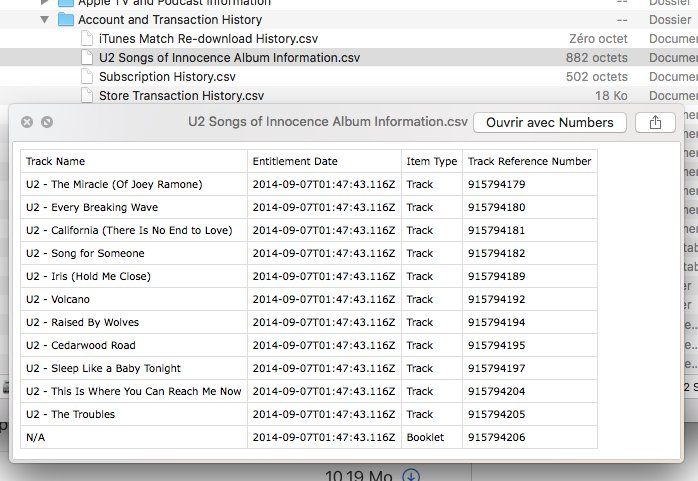 Apple TV and Podcast Information -- Dossier
Account and Transaction History -- Dossier
iTunes Match Re-download History.csv Zéro octet Docume
U2 Songs of Innocence Album Information.csv 882 octets Docume
Subscription History.csv 502 octets Docume
Store Transaction History.csv 18 Ko Docume
U2 Songs of Innocence Album Information.csv Ouvrir avec Numbers
Track Name Entitlement Date Item Type Track Reference Number
U2 - The Miracle (Of Joey Ramone) 2014-09-07T01:47:43.116Z Track 915794179
U2 - Every Breaking Wave 2014-09-07T01:47:43.116Z Track 915794180
U2 - California (There Is No End to Love) 2014-09-07T01:47:43.116Z Track 915794181
U2 - Song for Someone 2014-09-07T01:47:43.116Z Track 915794182
U2 - Iris (Hold Me Close) 2014-09-07T01:47:43.116Z Track 915794189
U2 - Volcano 2014-09-07T01:47:43.116Z Track 915794192
U2 - Raised By Wolves 2014-09-07T01:47:43.116Z Track 915794194
U2 - Cedarwood Road 2014-09-07T01:47:43.116Z Track 915794195
U2 - Sleep Like a Baby Tonight 2014-09-07T01:47:43.116Z Track 915794197
U2 - This Is Where You Can Reach Me Now 2014-09-07T01:47:43.116Z Track 915794204
U2 - The Troubles 2014-09-07T01:47:43.116Z Track 915794205
N/A 2014-09-07T01:47:43.116Z Booklet 915794206
10,19 Mo